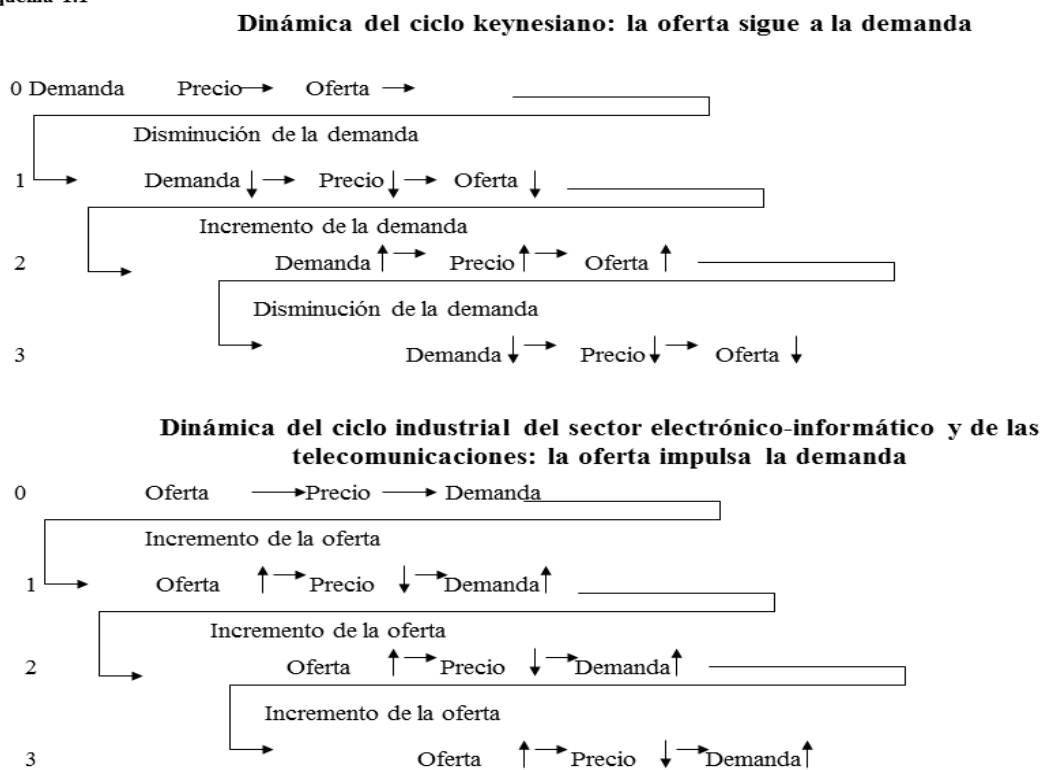 Dinámica del ciclo keynesiano: la oferta sigue a la demanda
0 Demanda Precio Oferta
Disminución de la demanda
1 Demanda Precio Oferta
Incremento de la demanda
2 Demanda Precio Oferta
Disminución de la demanda
3 Demanda Precio Oferta
Dinámica del ciclo industrial del sector electrónico-informático y de las
telecomunicaciones: la oferta impulsa la demanda
0 Oferta Precio Demanda
Incremento de la oferta
1 Oferta Precio Demanda
Incremento de la oferta
2 Oferta Precio Demanda
Incremento de la oferta
3 Oferta Precio Demanda